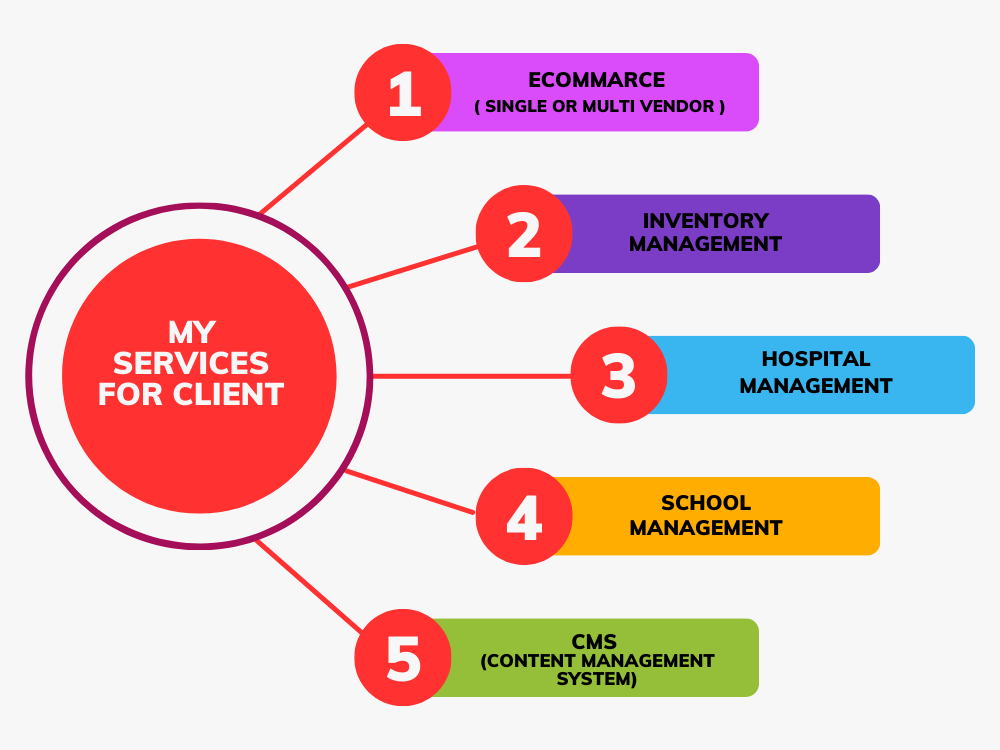 MY
SERVICES
FOR CLIENT
1
ECOMMARCE
( SINGLE OR MULTI VENDOR )
2
INVENTORY
MANAGEMENT
3
HOSPITAL
MANAGEMENT
4
SCHOOL
MANAGEMENT
5
CMS
(CONTENT MANAGEMENT
SYSTEM)